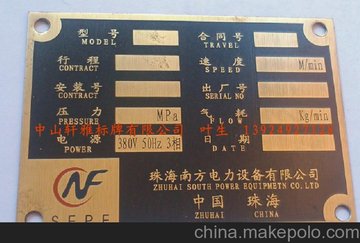 型号 合同号
MODEL TRAVEL
行程 速度 M/min
CONTRACT SPEED
安装号 出厂号
CONTRACT SERIAL NO
压力 MPa 气耗 Kg/min
PRESSURE FLOW
中山轩雅标牌有限公司 叶生
电源 380V 50Hz 3相 日期
POWER DATE
NF
SEPE
珠海南方电力设备有限公司
ZHUHAI SOUTH POWER EQUIPMETN CO.LTD
中国 珠海
ZHUHAI CHINA
www.makepolo.com